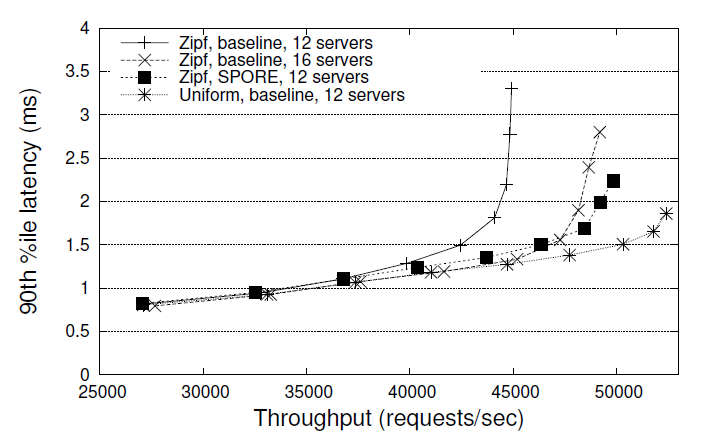 4
3.5
3
2.5
2
1.5
1
0.5
0
90th %ile latency (ms)
Zipf, baseline, 12 servers
Zipf, baseline, 16 servers
Zipf, SPORE, 12 servers
Uniform, baseline, 12 servers
25000 30000 35000 40000 45000 50000
Throughput (requests/sec)